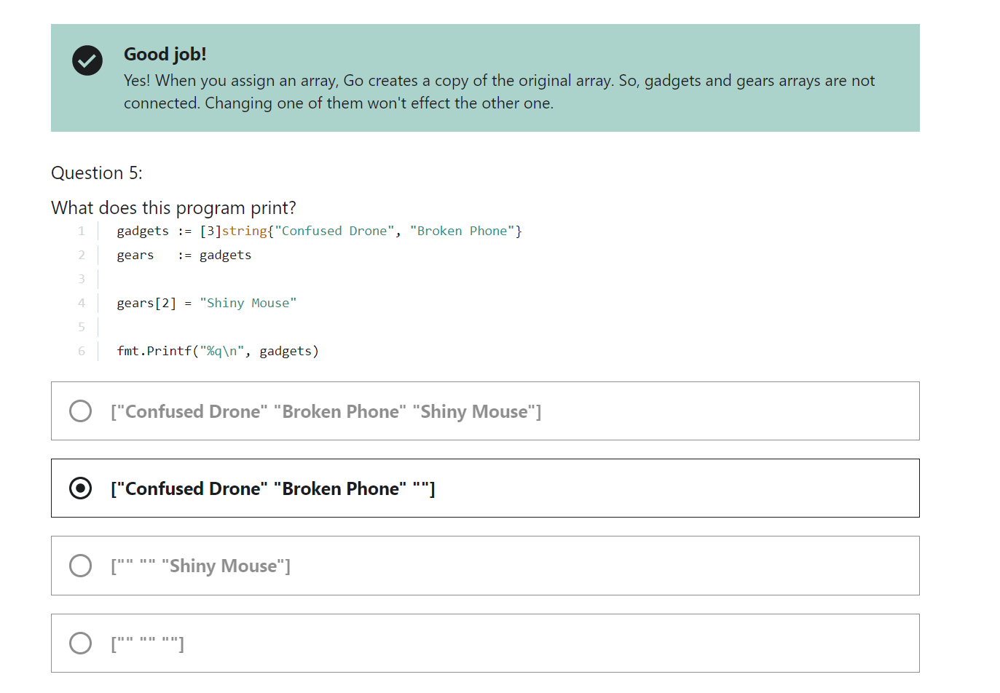 Good job!
Yes! When you assign an array, Go creates a copy of the original array. So, gadgets and gears arrays are not
connected. Changing one of them won't effect the other one.
Question 5:
What does this program print?
1 gadgets := [3]string{"Confused Drone", "Broken Phone"}
2 gears   := gadgets
3
4 gears[2] = "Shiny Mouse"
5
6 fmt.Printf("%q\n", gadgets)
["Confused Drone" "Broken Phone" "Shiny Mouse"]
["Confused Drone" "Broken Phone" ""]
["" "" "Shiny Mouse"]
["" "" ""]